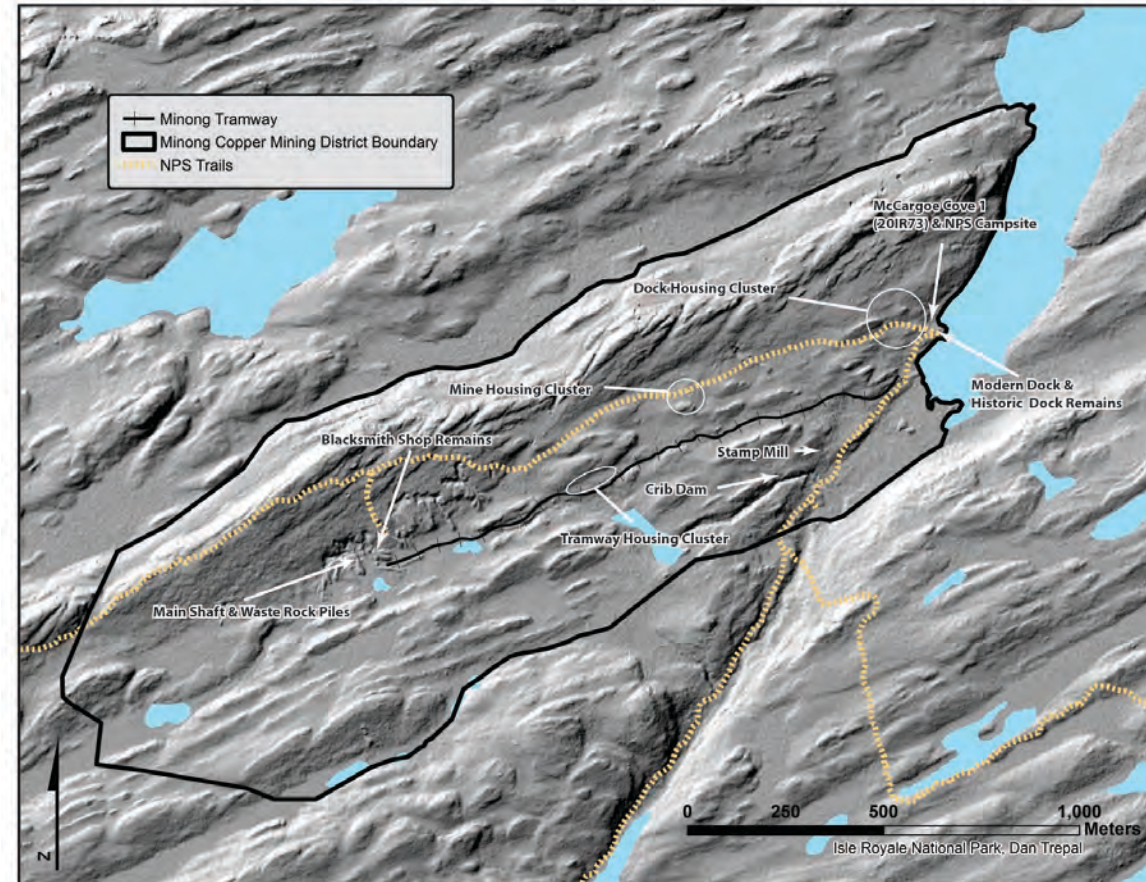 Minong Tramway
Minong Copper Mining District Boundary
NPS Trails
McCargoe Cove 1
(20IR73) & NPS Campsite
Dock Housing Cluster
Modern Dock &
Historic Dock Remains
Mine Housing Cluster
Blacksmith Shop Remains
Stamp Mill
Crib Dam
Tramway Housing Cluster
Main Shaft & Waste Rock Piles
N
0 250 500 1,000
Meters
Isle Royale National Park, Dan Trepal